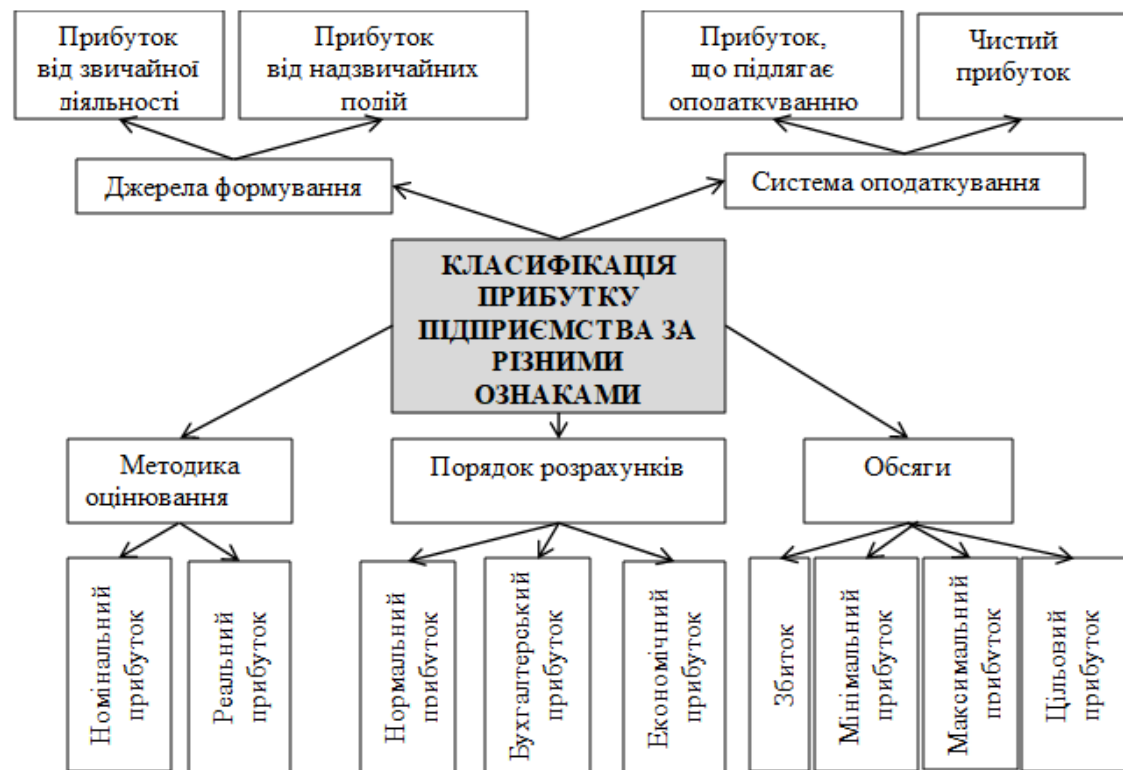 Прибуток
від звичайної
діяльності
Прибуток
від надзвичайних
подій
Прибуток,
що підлягає
оподаткуванню
Чистий
прибуток
Джерела формування
Система оподаткування
КЛАСИФІКАЦІЯ
ПРИБУТКУ
ПІДПРИЄМСТВА ЗА
РІЗНИМИ
ОЗНАКАМИ
Методика
оцінювання
Порядок розрахунків
Обсяги
Номінальний
прибуток
Реальний
прибуток
Нормальний
прибуток
Бухгалтерський
прибуток
Економічний
прибуток
Збиток
Мінімальний
прибуток
Максимальний
прибуток
Цільовий
прибуток